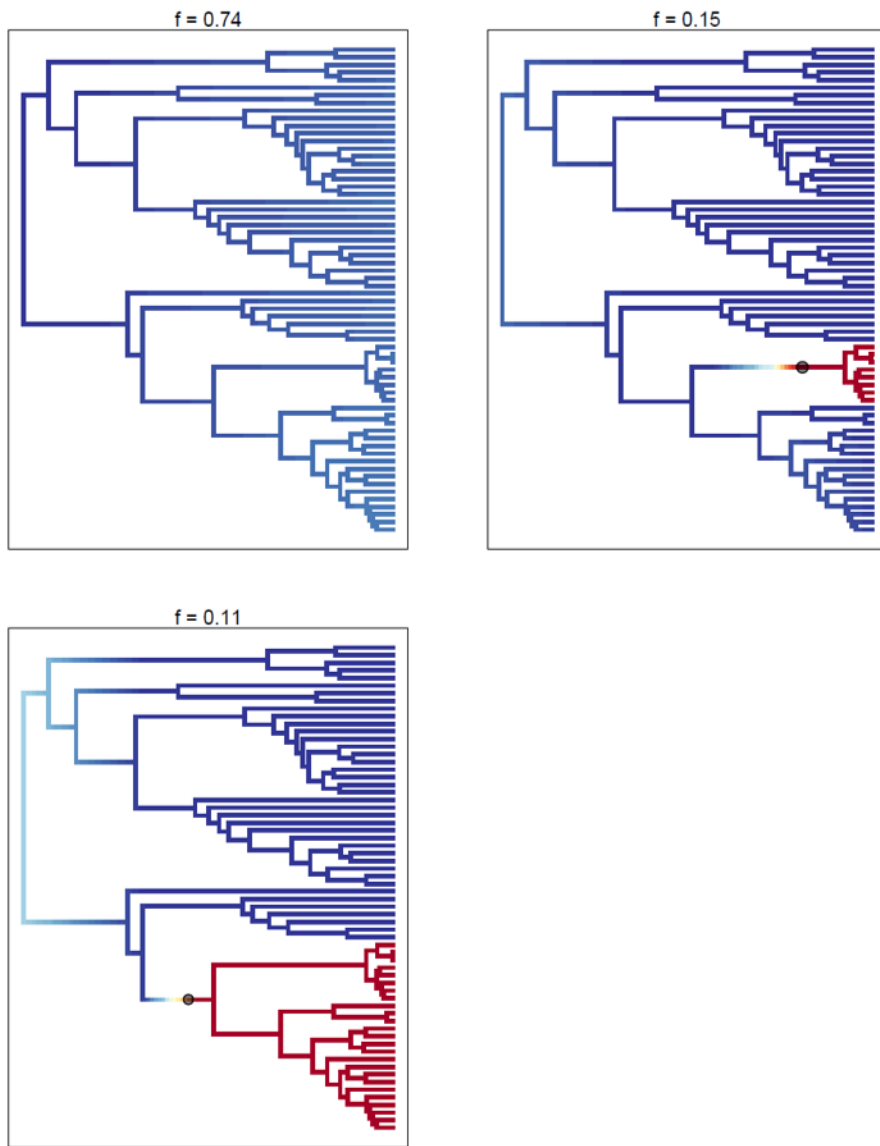 f = 0.74
f = 0.15
f = 0.11